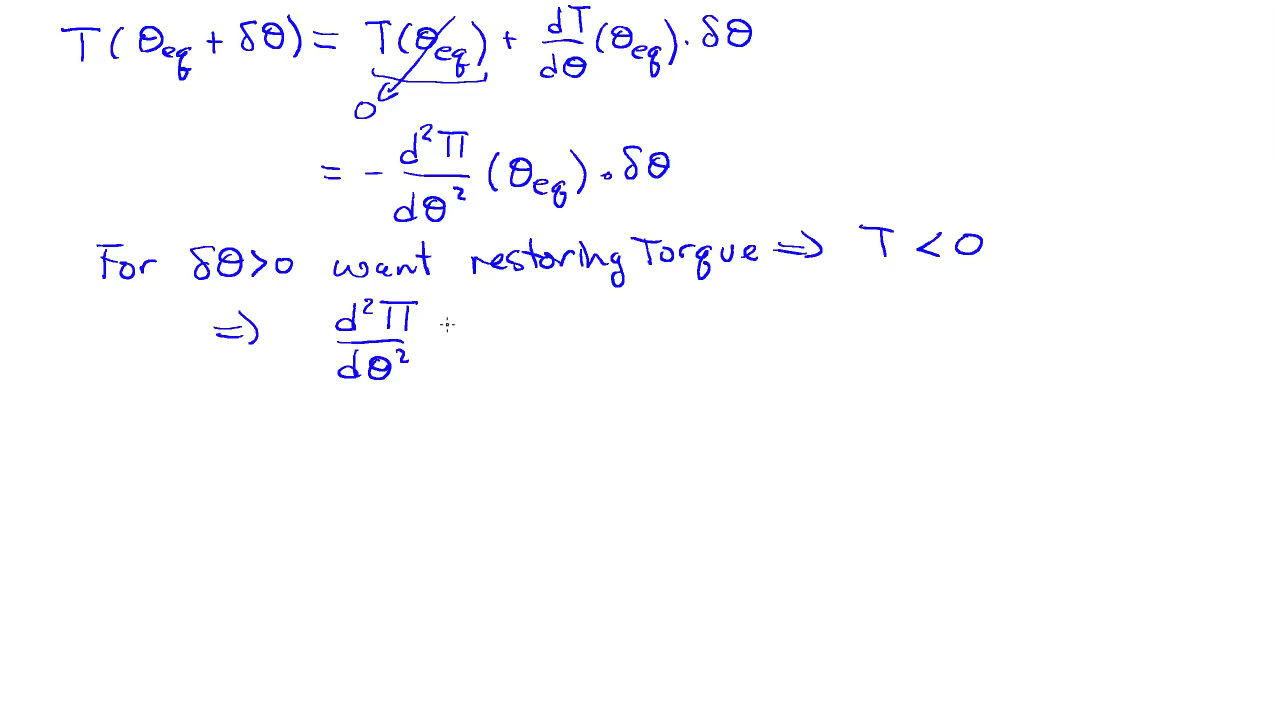 T(θeq + δθ) = T(θeq) + dT/dθ (θeq) · δθ
0
= - d²Π/dθ² (θeq) · δθ
For δθ>0 want restoring Torque ⇒ T < 0
⇒ d²Π/dθ²